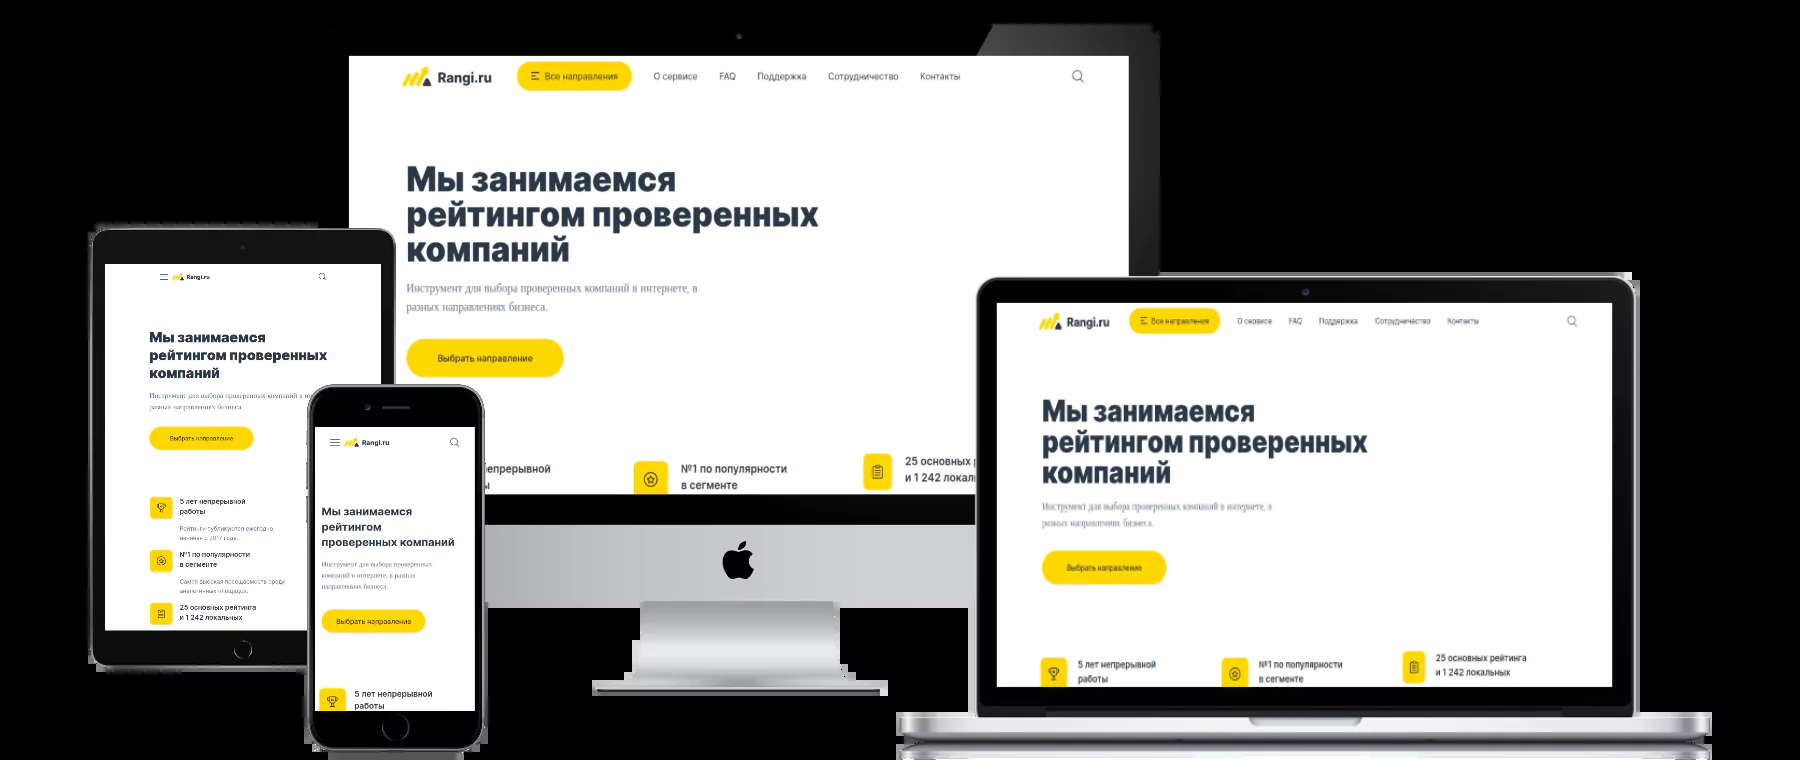 Rangi.ru
Все направления
О сервисе
FAQ
Поддержка
Сотрудничество
Контакты
Мы занимаемся
рейтингом проверенных
компаний
Инструмент для выбора проверенных компаний в интернете, в
разных направлениях бизнеса.
Выбрать направление
непрерывной
№1 по популярности
в сегменте
25 основных
и 1 242
Rangi.ru
Мы занимаемся
рейтингом проверенных
компаний
Инструмент для выбора проверенных компаний в
разных направлениях бизнеса.
Выбрать направление
5 лет непрерывной
работы
Рейтинги публикуются ежегодно,
начиная с 2017 года.
№1 по популярности
в сегменте
Самая высокая посещаемость среди
аналогичных площадок.
25 основных рейтинга
и 1 242 локальных
Rangi.ru
Мы занимаемся
рейтингом
проверенных компаний
Инструмент для выбора проверенных
компаний в интернете, в разных
направлениях бизнеса.
Выбрать направление
5 лет непрерывной
работы
Rangi.ru
Все направления
О сервисе
FAQ
Поддержка
Сотрудничество
Контакты
Мы занимаемся
рейтингом проверенных
компаний
Инструмент для выбора проверенных компаний в интернете, в
разных направлениях бизнеса.
Выбрать направление
5 лет непрерывной
работы
№1 по популярности
в сегменте
25 основных рейтинга
и 1 242 локальных